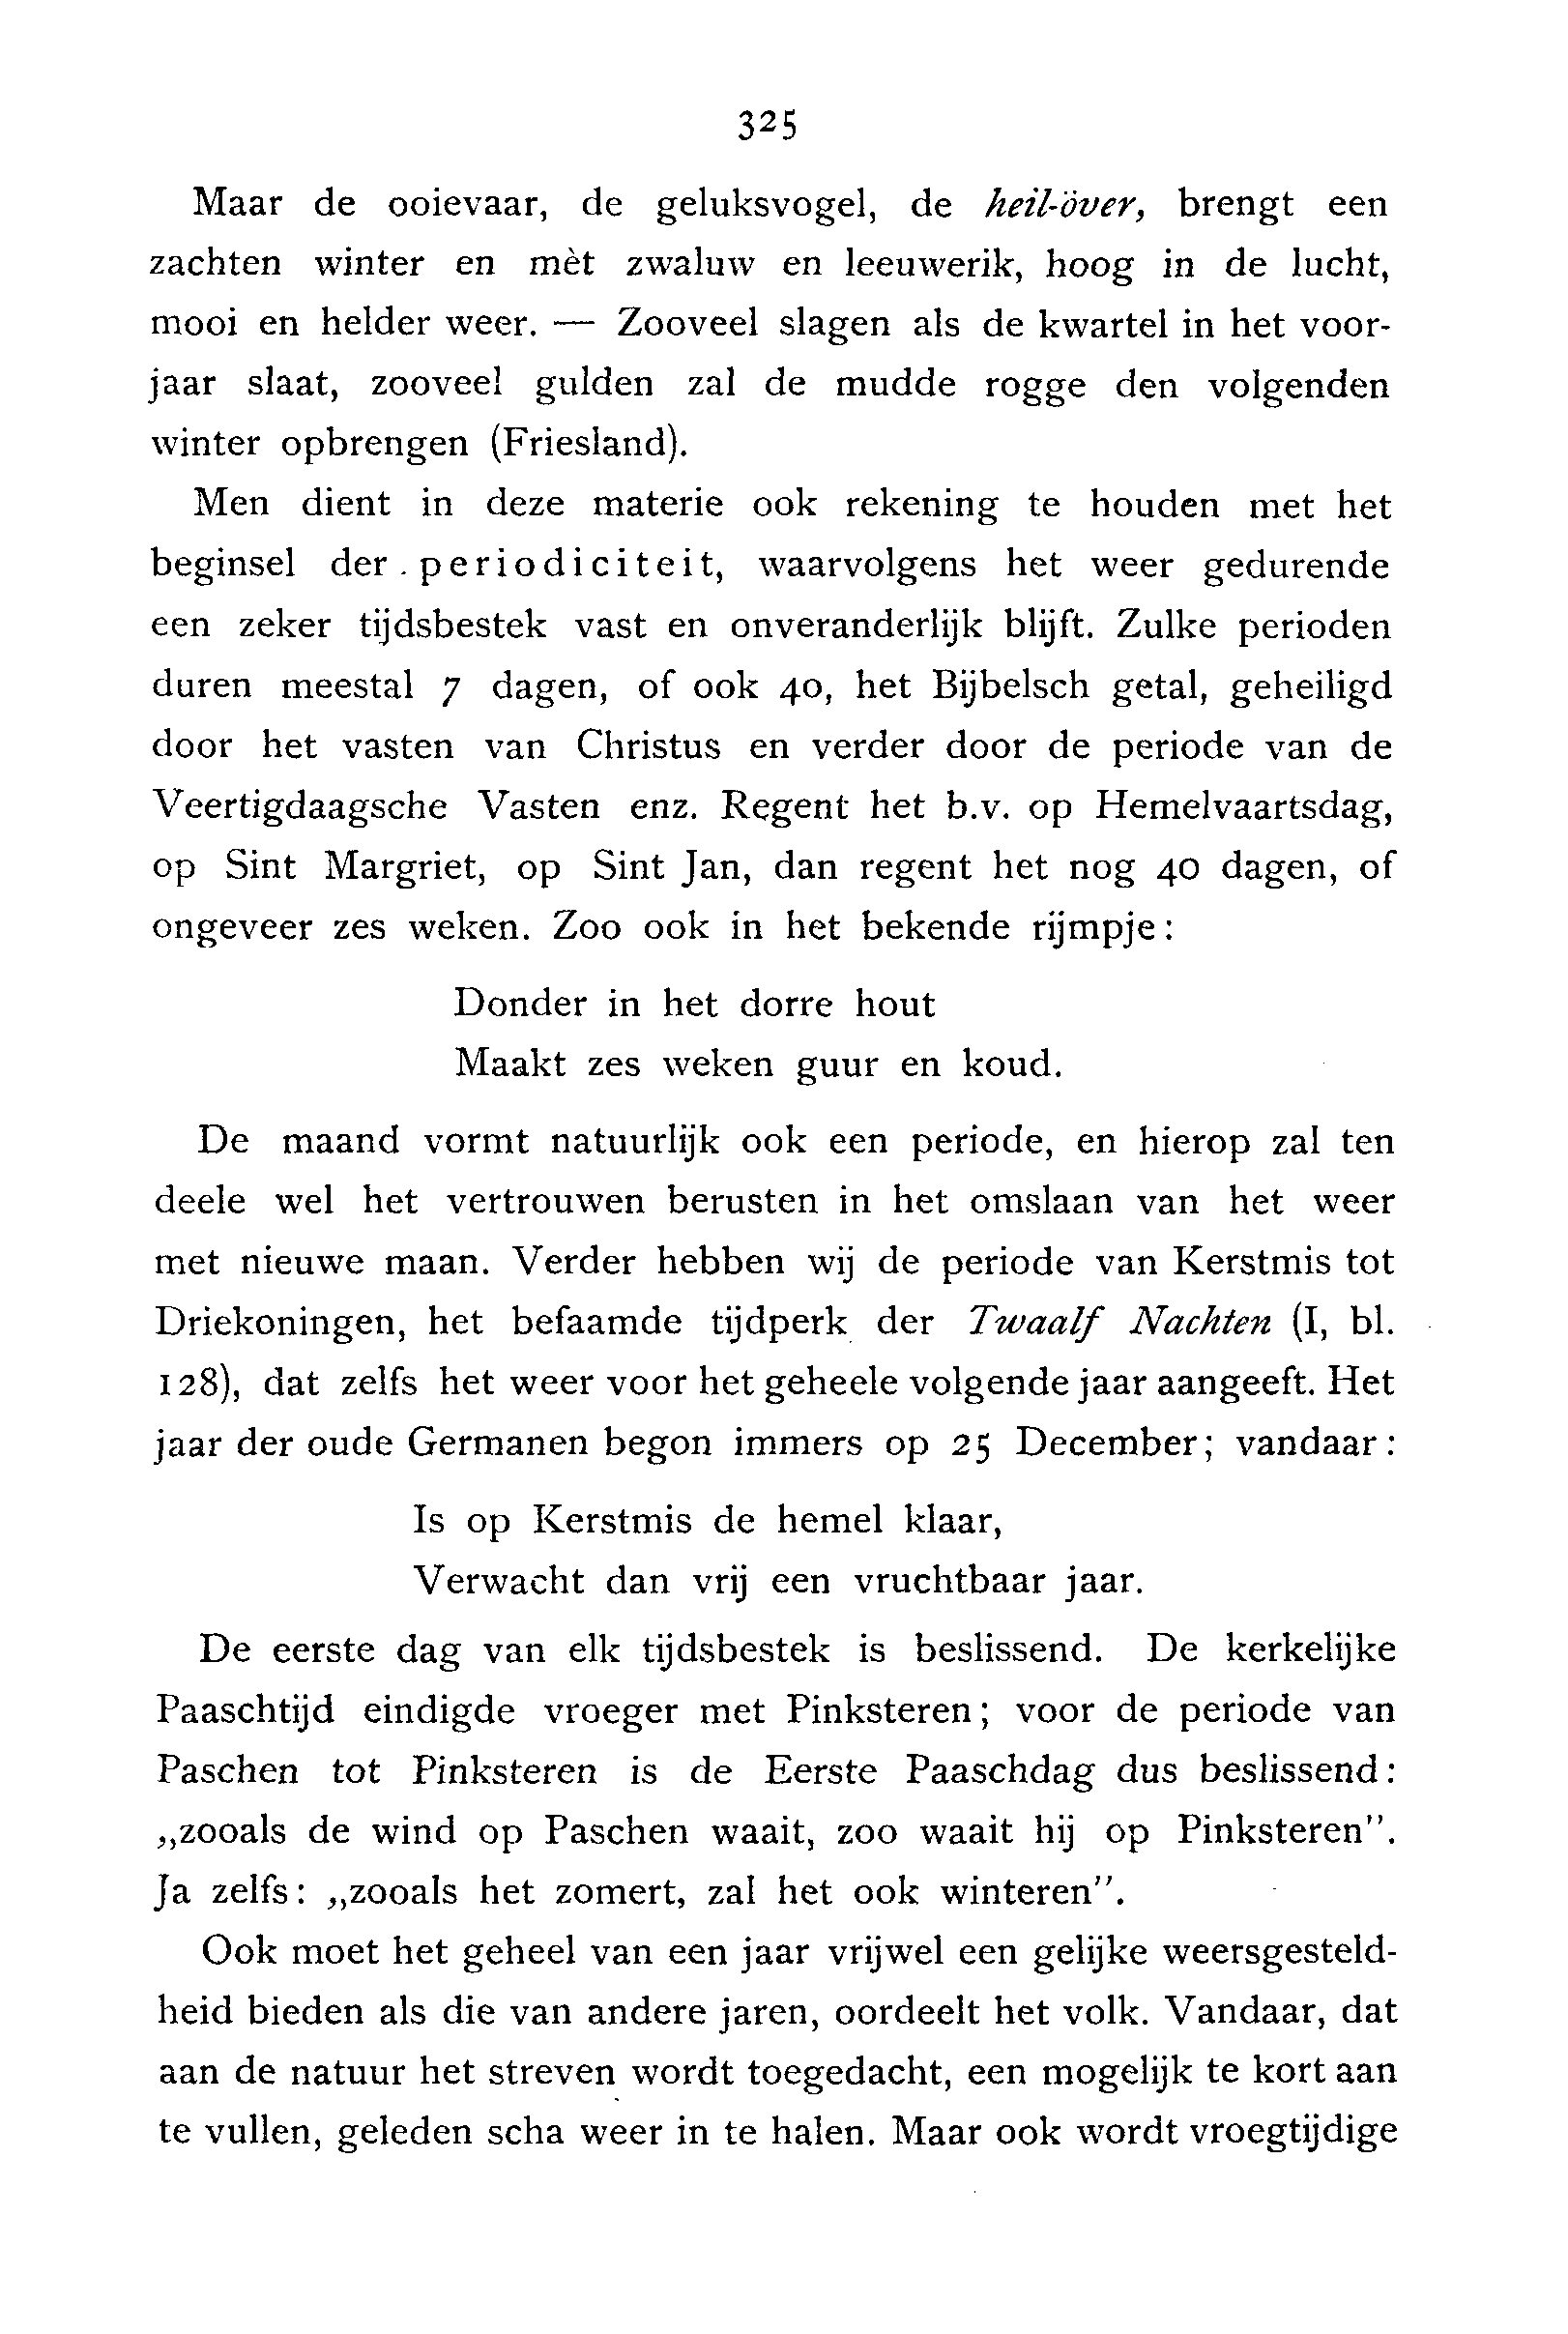 325
Maar de ooievaar, de geluksvogel, de heil-över, brengt een
zachten winter en mèt zwaluw en leeuwerik, hoog in de lucht,
mooi en helder weer. — Zooveel slagen als de kwartel in het voor-
jaar slaat, zooveel gulden zal de mudde rogge den volgenden
winter opbrengen (Friesland).
Men dient in deze materie ook rekening te houden met het
beginsel der periodiciteit, waarvolgens het weer gedurende
een zeker tijdsbestek vast en onveranderlijk blijft. Zulke perioden
duren meestal 7 dagen, of ook 40, het Bijbelsch getal, geheiligd
door het vasten van Christus en verder door de periode van de
Veertigdaagsche Vasten enz. Regent het b.v. op Hemelvaartsdag,
op Sint Margriet, op Sint Jan, dan regent het nog 40 dagen, of
ongeveer zes weken. Zoo ook in het bekende rijmpje:
Donder in het dorre hout
Maakt zes weken guur en koud.
De maand vormt natuurlijk ook een periode, en hierop zal ten
deele wel het vertrouwen berusten in het omslaan van het weer
met nieuwe maan. Verder hebben wij de periode van Kerstmis tot
Driekoningen, het befaamde tijdperk der Twaalf Nachten (I, bl.
128), dat zelfs het weer voor het geheele volgende jaar aangeeft. Het
jaar der oude Germanen begon immers op 25 December; vandaar:
Is op Kerstmis de hemel klaar,
Verwacht dan vrij een vruchtbaar jaar.
De eerste dag van elk tijdsbestek is beslissend. De kerkelijke
Paaschtijd eindigde vroeger met Pinksteren; voor de periode van
Paschen tot Pinksteren is de Eerste Paaschdag dus beslissend:
„zooals de wind op Paschen waait, zoo waait hij op Pinksteren”.
Ja zelfs: „zooals het zomert, zal het ook winteren”.
Ook moet het geheel van een jaar vrijwel een gelijke weersgesteld-
heid bieden als die van andere jaren, oordeelt het volk. Vandaar, dat
aan de natuur het streven wordt toegedacht, een mogelijk te kort aan
te vullen, geleden scha weer in te halen. Maar ook wordt vroegtijdige